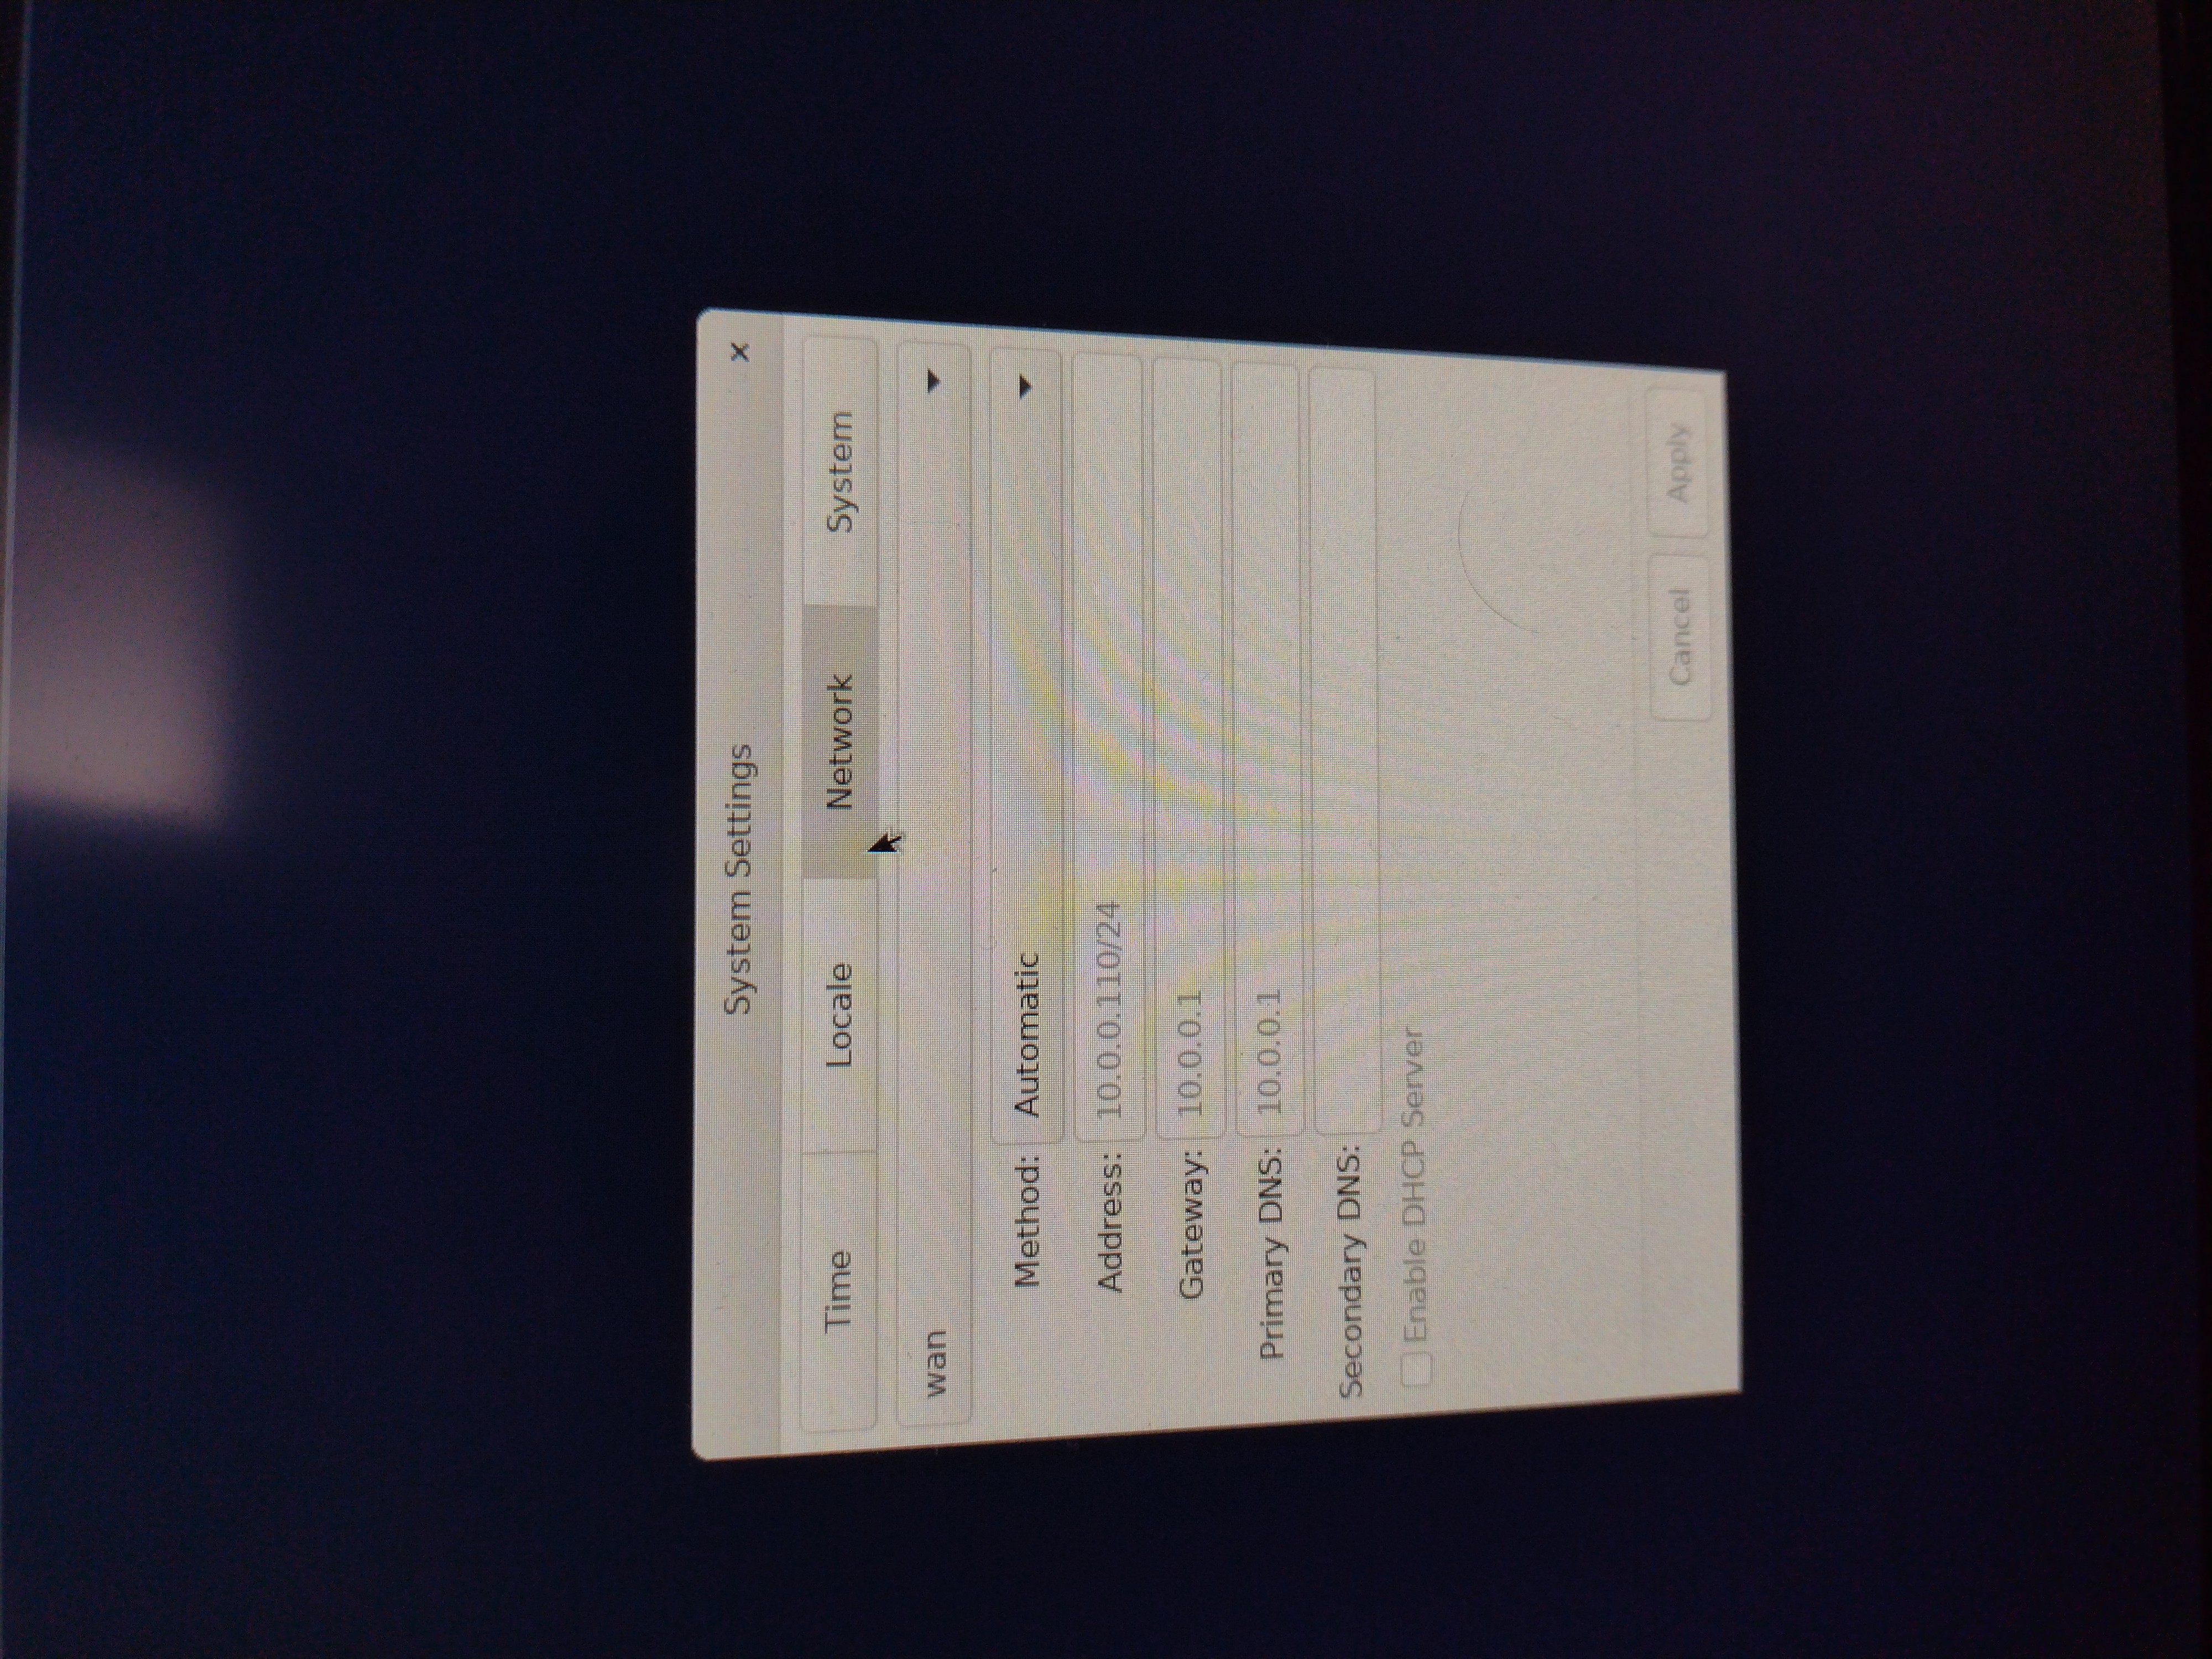 System Settings
Time Locale Network System
wan
Method: Automatic
Address: 10.0.0.110/24
Gateway: 10.0.0.1
Primary DNS: 10.0.0.1
Secondary DNS:
Enable DHCP Server
Cancel Apply